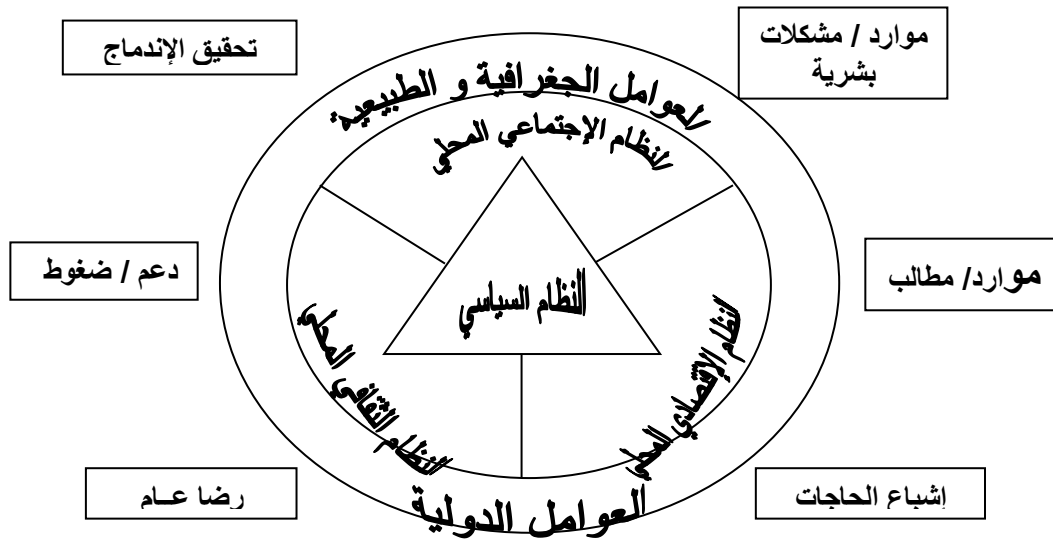 موارد / مشكلات
بشرية
تحقيق الإندماج
العوامل الجغرافية و الطبيعية
النظام الإجتماعي المحلي
موارد/ مطالب
دعم / ضغوط
النظام السياسي
النظام الإقتصادي المحلي
النظام الثقافي المحلي
إشباع الحاجات
رضا عــام
العوامل الدولية